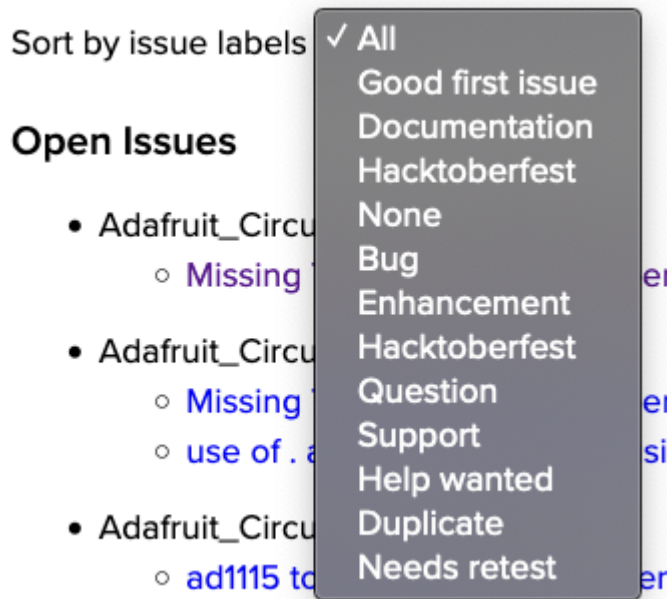 Sort by issue labels
✓ All
Good first issue
Documentation
Hacktoberfest
None
Bug
Enhancement
Hacktoberfest
Question
Support
Help wanted
Duplicate
Needs retest
Open Issues
• Adafruit_Circu
Missing
• Adafruit_Circu
Missing
use of .
• Adafruit_Circu
ad1115